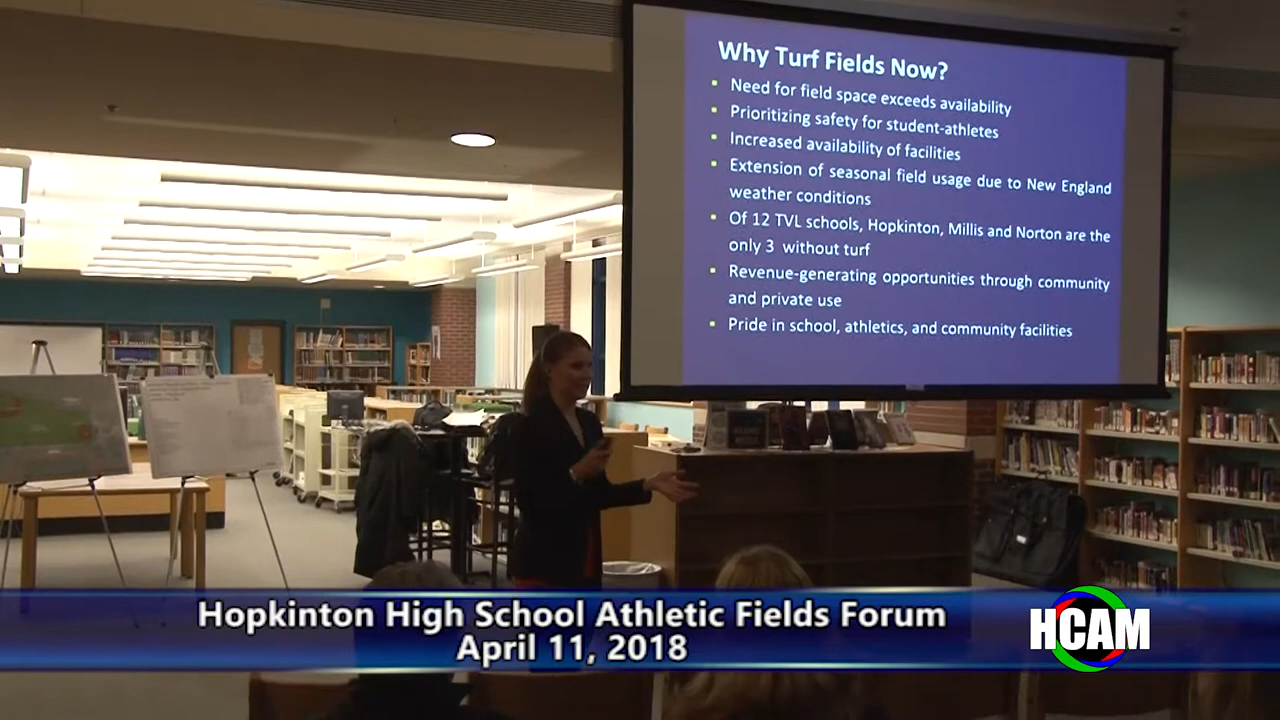 Why Turf Fields Now?
▪ Need for field space exceeds availability
▪ Prioritizing safety for student-athletes
▪ Increased availability of facilities
▪ Extension of seasonal field usage due to New England
weather conditions
▪ Of 12 TVL schools, Hopkinton, Millis and Norton are the
only 3 without turf
▪ Revenue-generating opportunities through community
and private use
▪ Pride in school, athletics, and community facilities
Hopkinton High School Athletic Fields Forum
April 11, 2018
HCAM